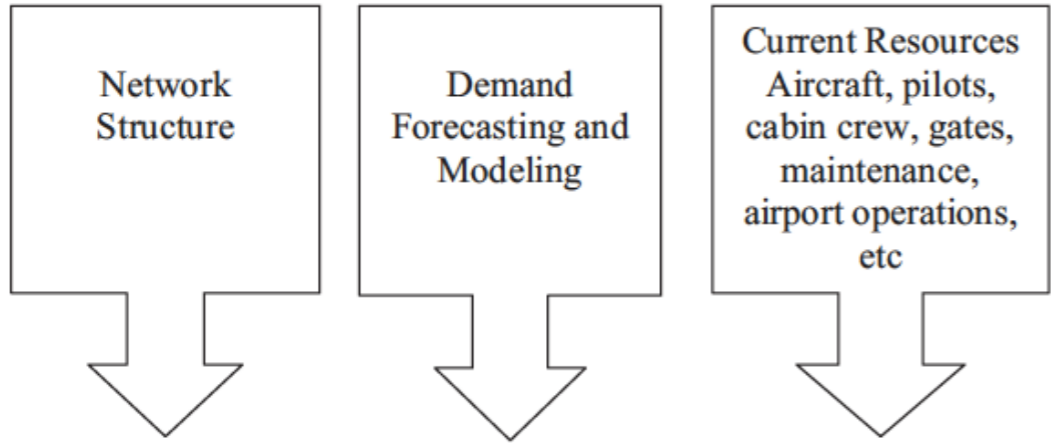 Network
Structure
Demand
Forecasting and
Modeling
Current Resources
Aircraft, pilots,
cabin crew, gates,
maintenance,
airport operations,
etc